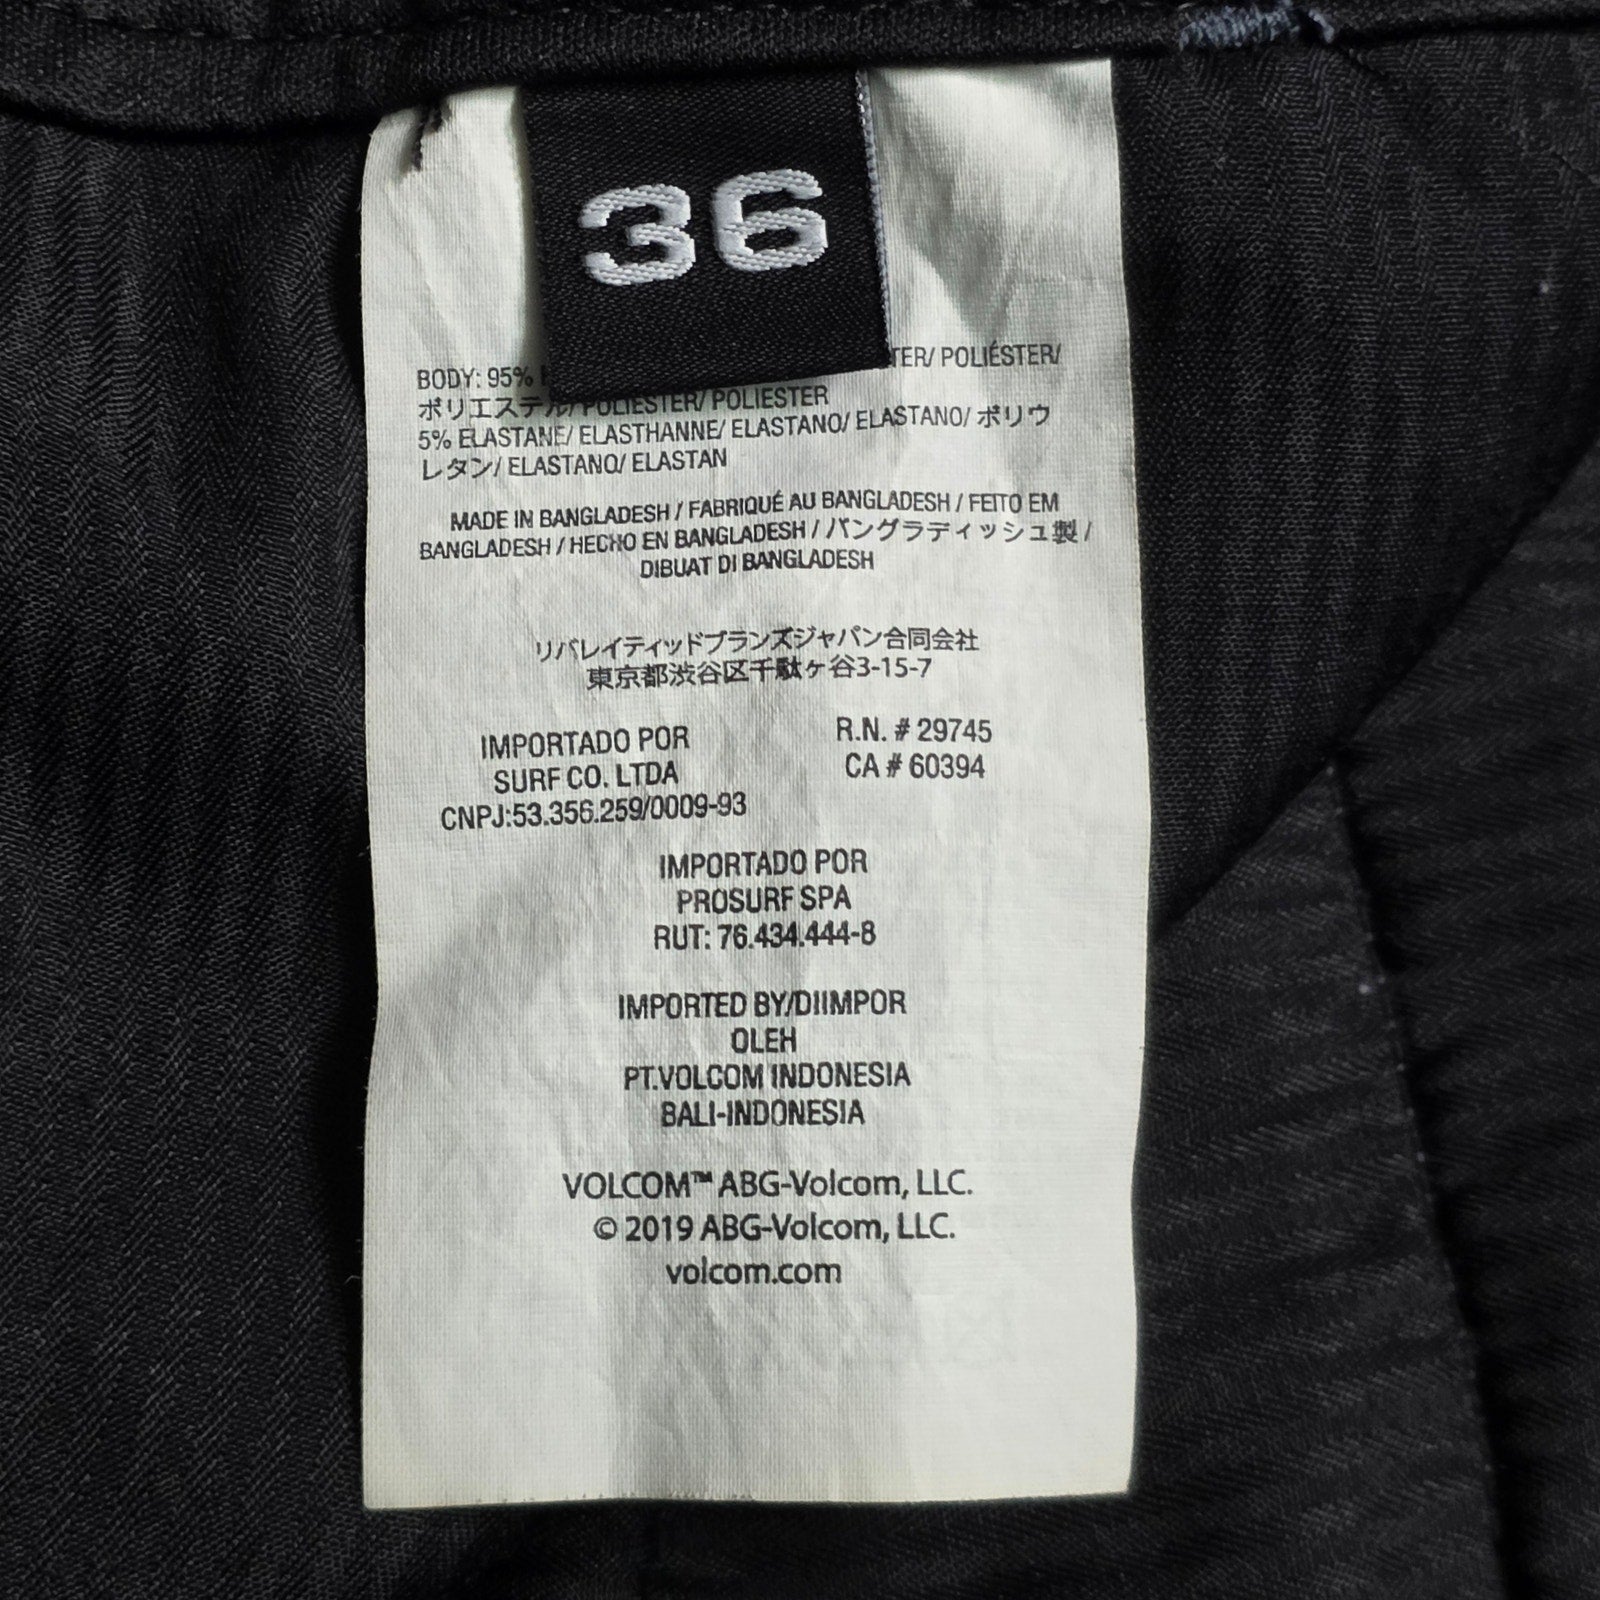 36
BODY: 95% TER/ POLIÉSTER/
ポリエステル/ POLIESTER/ POLIESTER
5% ELASTANE/ ELASTHANNE/ ELASTANO/ ELASTANO/ ポリウ
レタン/ ELASTANO/ ELASTAN
MADE IN BANGLADESH / FABRIQUÉ AU BANGLADESH / FEITO EM
BANGLADESH / HECHO EN BANGLADESH / バングラディッシュ製 /
DIBUAT DI BANGLADESH
リバレイティッドブランズジャパン合同会社
東京都渋谷区千駄ヶ谷3-15-7
IMPORTADO POR
SURF CO. LTDA
CNPJ:53.356.259/0009-93
R.N. # 29745
CA # 60394
IMPORTADO POR
PROSURF SPA
RUT: 76.434.444-8
IMPORTED BY/DIIMPOR
OLEH
PT.VOLCOM INDONESIA
BALI-INDONESIA
VOLCOM™ ABG-Volcom, LLC.
© 2019 ABG-Volcom, LLC.
volcom.com